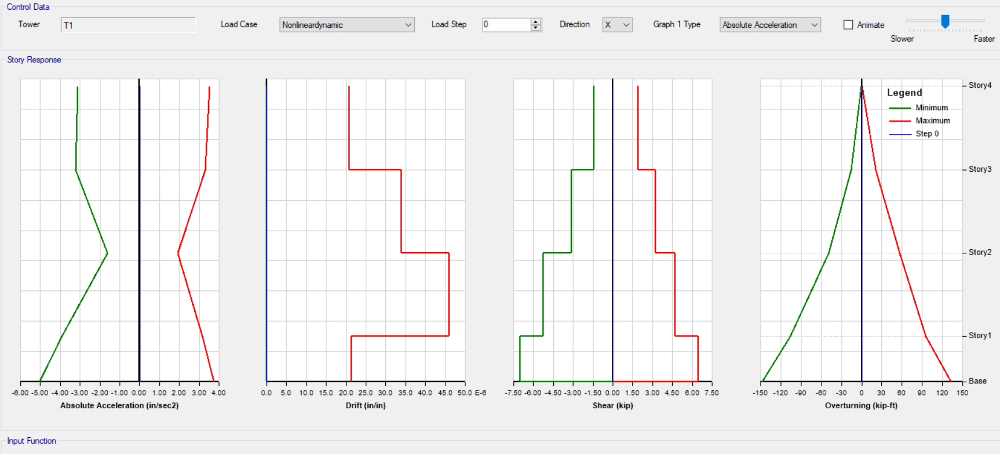 Control Data
Tower T1 Load Case Nonlineardynamic Load Step 0 Direction X Graph 1 Type Absolute Acceleration Animate
Slower Faster
Story Response
Legend
Minimum
Maximum
Step 0
Story4
Story3
Story2
Story1
Base
-6.00 -5.00 -4.00 -3.00 -2.00 -1.00 0.00 1.00 2.00 3.00 4.00
Absolute Acceleration (in/sec2)
0.0 5.0 10.0 15.0 20.0 25.0 30.0 35.0 40.0 45.0 50.0 E-6
Drift (in/in)
-7.50 -6.00 -4.50 -3.00 -1.50 0.00 1.50 3.00 4.50 6.00 7.50
Shear (kip)
-150 -120 -90 -60 -30 0 30 60 90 120 150
Overturning (kip-ft)
Input Function